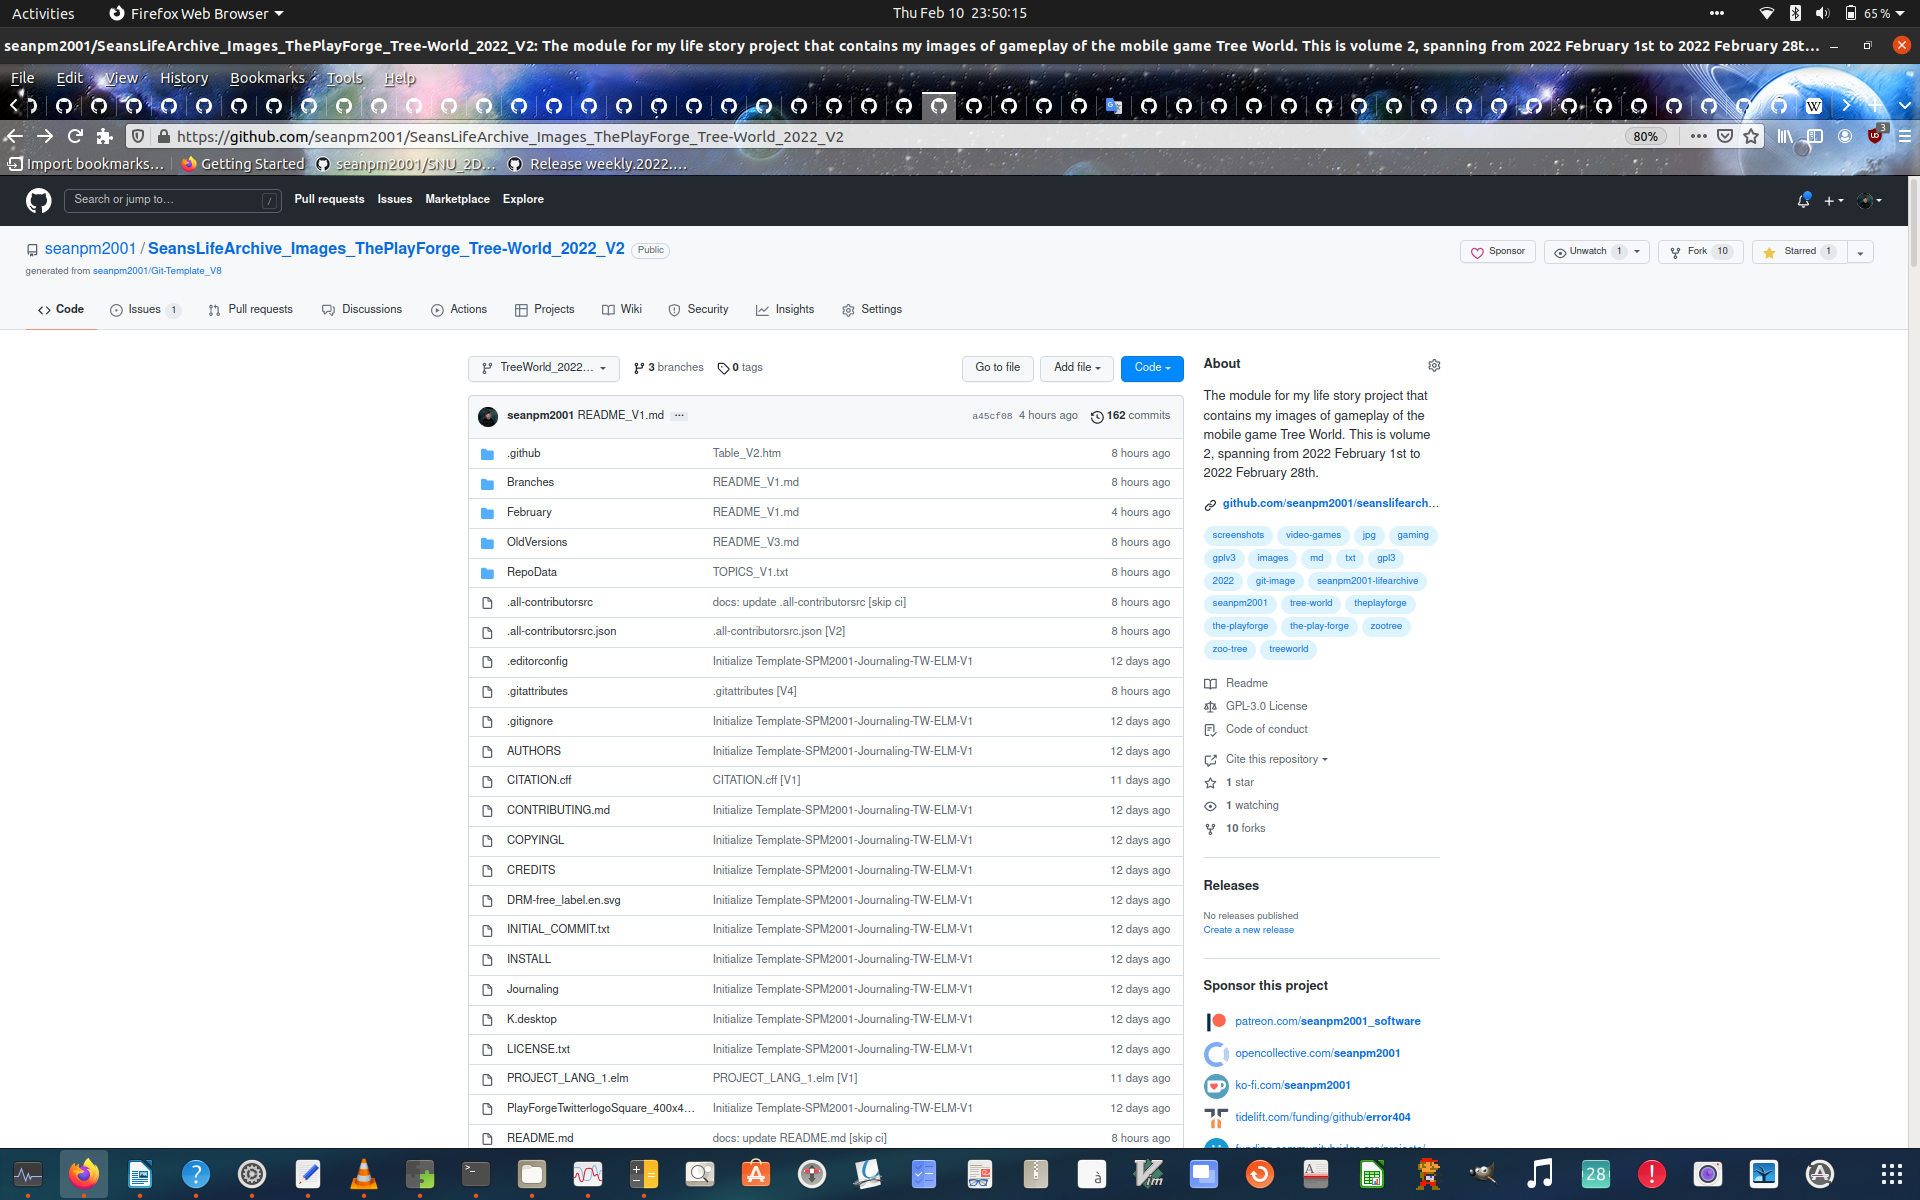 Activities
Firefox Web Browser
Thu Feb 10 23:50:15
65 %
seanpm2001/SeansLifeArchive_Images_ThePlayForge_Tree-World_2022_V2: The module for my life story project that contains my images of gameplay of the mobile game Tree World. This is volume 2, spanning from 2022 February 1st to 2022 February 28t…
File Edit View History Bookmarks Tools Help
https://github.com/seanpm2001/SeansLifeArchive_Images_ThePlayForge_Tree-World_2022_V2
80%
3
Import bookmarks… Getting Started seanpm2001/SNU_2D… Release weekly.2022.…
Search or jump to… /
Pull requests Issues Marketplace Explore
seanpm2001 / SeansLifeArchive_Images_ThePlayForge_Tree-World_2022_V2 Public
Sponsor Unwatch 1 Fork 10 Starred 1
generated from seanpm2001/Git-Template_V8
Code Issues 1 Pull requests Discussions Actions Projects Wiki Security Insights Settings
TreeWorld_2022… 3 branches 0 tags Go to file Add file Code
seanpm2001 README_V1.md ... a45cf08 4 hours ago 162 commits
.github Table_V2.htm 8 hours ago
Branches README_V1.md 8 hours ago
February README_V1.md 4 hours ago
OldVersions README_V3.md 8 hours ago
RepoData TOPICS_V1.txt 8 hours ago
.all-contributorsrc docs: update .all-contributorsrc [skip ci] 8 hours ago
.all-contributorsrc.json .all-contributorsrc.json [V2] 8 hours ago
.editorconfig Initialize Template-SPM2001-Journaling-TW-ELM-V1 12 days ago
.gitattributes .gitattributes [V4] 8 hours ago
.gitignore Initialize Template-SPM2001-Journaling-TW-ELM-V1 12 days ago
AUTHORS Initialize Template-SPM2001-Journaling-TW-ELM-V1 12 days ago
CITATION.cff CITATION.cff [V1] 11 days ago
CONTRIBUTING.md Initialize Template-SPM2001-Journaling-TW-ELM-V1 12 days ago
COPYINGL Initialize Template-SPM2001-Journaling-TW-ELM-V1 12 days ago
CREDITS Initialize Template-SPM2001-Journaling-TW-ELM-V1 12 days ago
DRM-free_label.en.svg Initialize Template-SPM2001-Journaling-TW-ELM-V1 12 days ago
INITIAL_COMMIT.txt Initialize Template-SPM2001-Journaling-TW-ELM-V1 12 days ago
INSTALL Initialize Template-SPM2001-Journaling-TW-ELM-V1 12 days ago
Journaling Initialize Template-SPM2001-Journaling-TW-ELM-V1 12 days ago
K.desktop Initialize Template-SPM2001-Journaling-TW-ELM-V1 12 days ago
LICENSE.txt Initialize Template-SPM2001-Journaling-TW-ELM-V1 12 days ago
PROJECT_LANG_1.elm PROJECT_LANG_1.elm [V1] 11 days ago
PlayForgeTwitterlogoSquare_400x4… Initialize Template-SPM2001-Journaling-TW-ELM-V1 12 days ago
README.md docs: update README.md [skip ci] 8 hours ago
About
The module for my life story project that
contains my images of gameplay of the
mobile game Tree World. This is volume
2, spanning from 2022 February 1st to
2022 February 28th.
github.com/seanpm2001/seanslifearch…
screenshots video-games jpg gaming
gplv3 images md txt gpl3
2022 git-image seanpm2001-lifearchive
seanpm2001 tree-world theplayforge
the-playforge the-play-forge zootree
zoo-tree treeworld
Readme
GPL-3.0 License
Code of conduct
Cite this repository
1 star
1 watching
10 forks
Releases
No releases published
Create a new release
Sponsor this project
patreon.com/seanpm2001_software
opencollective.com/seanpm2001
ko-fi.com/seanpm2001
tidelift.com/funding/github/error404
28